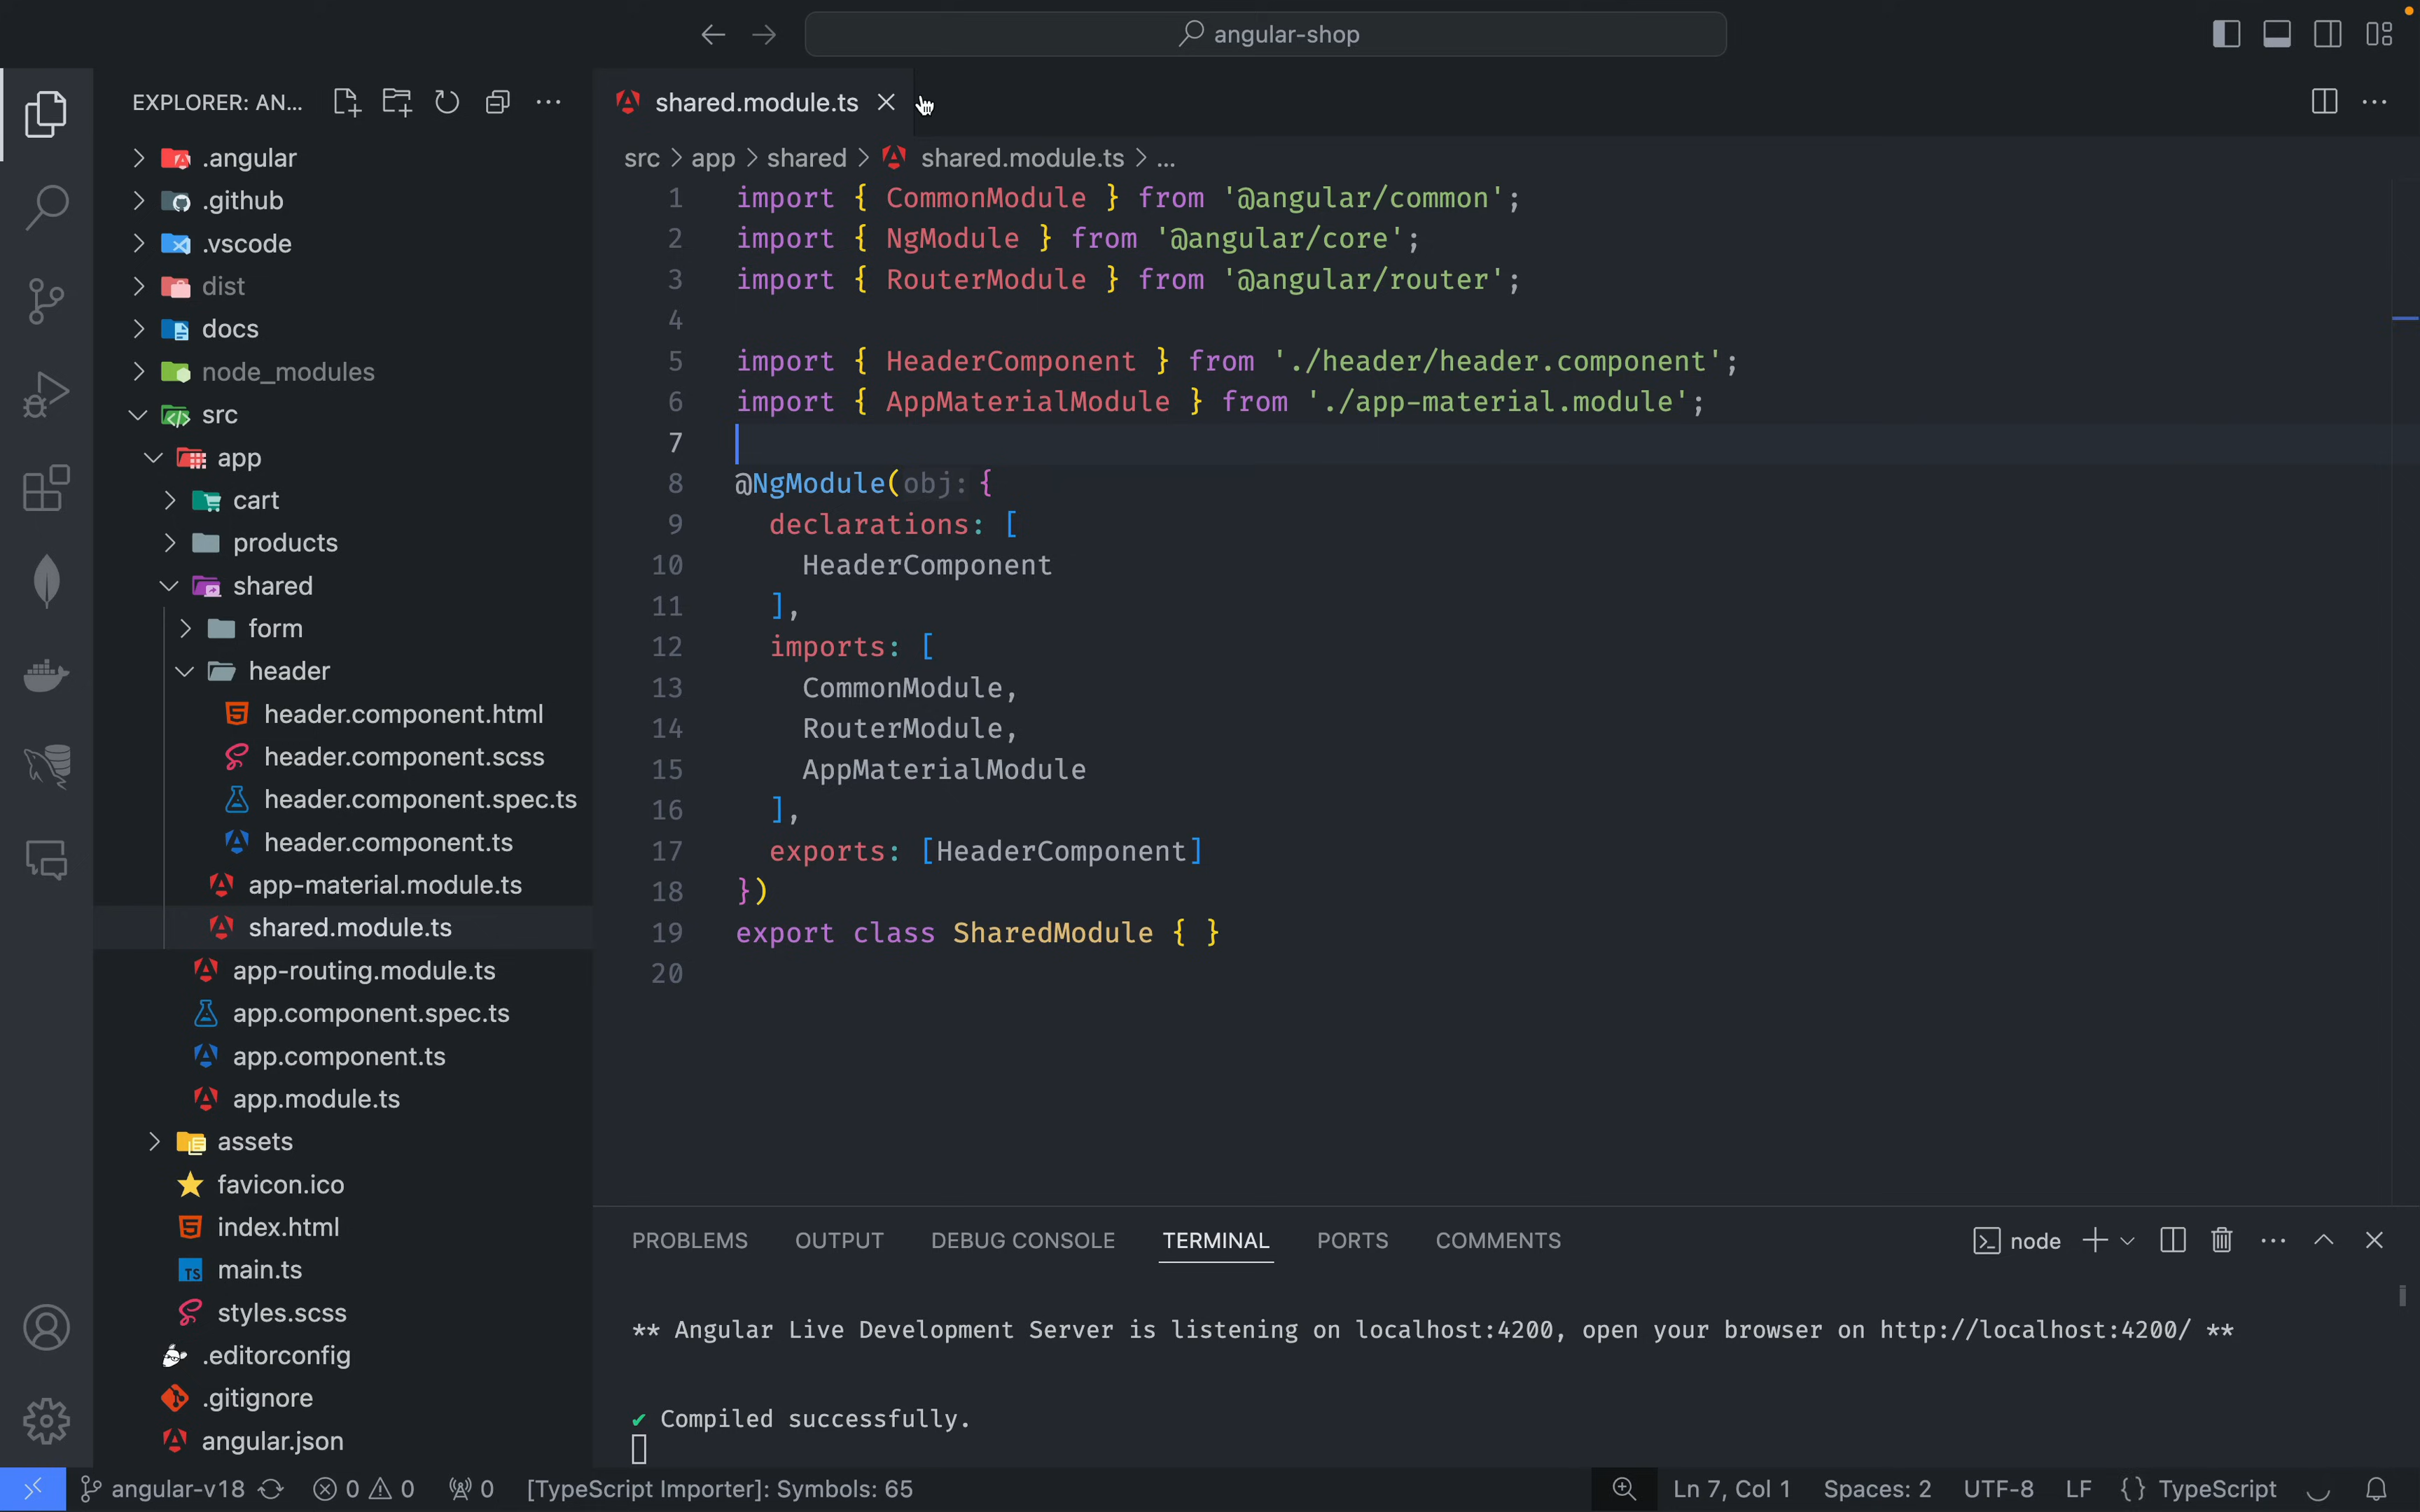 angular-shop
EXPLORER: AN...
.angular
.github
.vscode
dist
docs
node_modules
src
app
cart
products
shared
form
header
header.component.html
header.component.scss
header.component.spec.ts
header.component.ts
app-material.module.ts
shared.module.ts
app-routing.module.ts
app.component.spec.ts
app.component.ts
app.module.ts
assets
favicon.ico
index.html
main.ts
styles.scss
.editorconfig
.gitignore
angular.json
shared.module.ts
src > app > shared > shared.module.ts > ...
1 import { CommonModule } from '@angular/common';
2 import { NgModule } from '@angular/core';
3 import { RouterModule } from '@angular/router';
4
5 import { HeaderComponent } from './header/header.component';
6 import { AppMaterialModule } from './app-material.module';
7
8 @NgModule(obj: {
9 declarations: [
10 HeaderComponent
11 ],
12 imports: [
13 CommonModule,
14 RouterModule,
15 AppMaterialModule
16 ],
17 exports: [HeaderComponent]
18 })
19 export class SharedModule { }
20
PROBLEMS OUTPUT DEBUG CONSOLE TERMINAL PORTS COMMENTS node
** Angular Live Development Server is listening on localhost:4200, open your browser on http://localhost:4200/ **
✔ Compiled successfully.
angular-v18 0 0 0 [TypeScript Importer]: Symbols: 65 Ln 7, Col 1 Spaces: 2 UTF-8 LF {} TypeScript